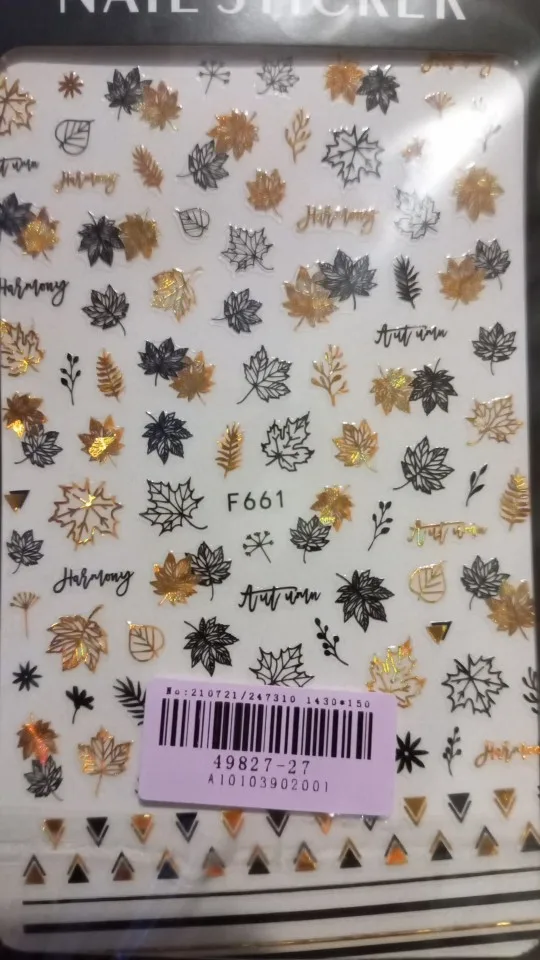 NAIL STICKER
Harmony
Harmony
Harmony
Autumn
F661
Autumn
Harmony
Autumn
No:210721/247310 1430*150
49827-27
A10103902001